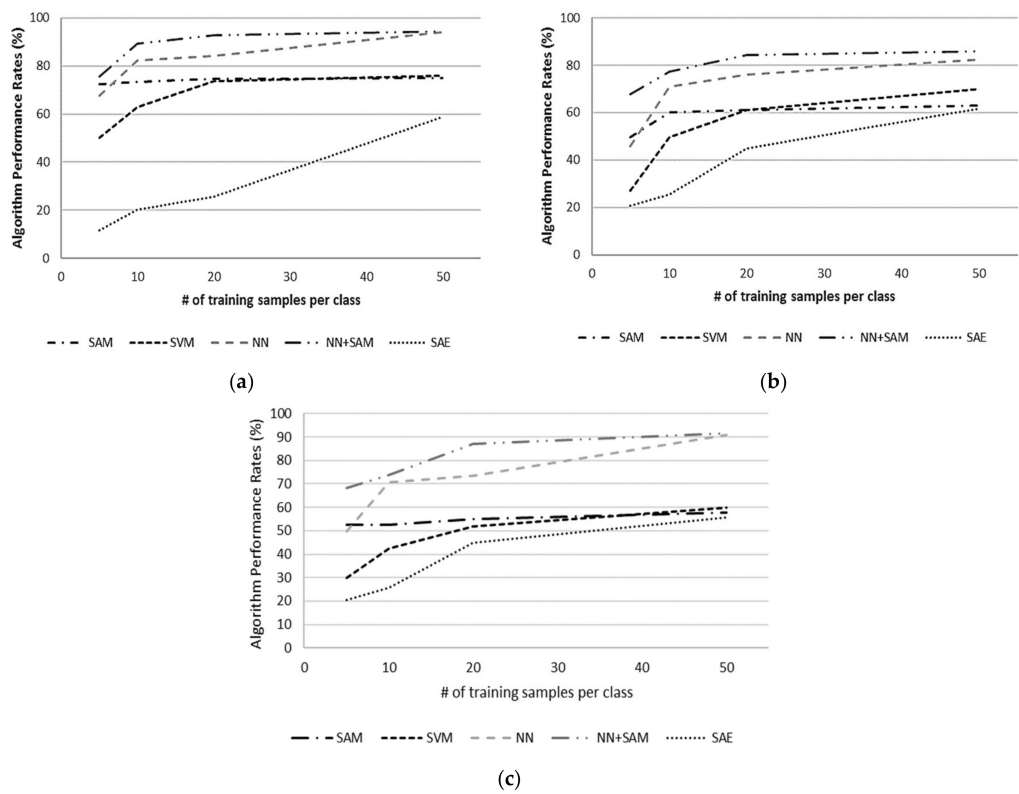 100
80
60
40
20
0
Algorithm Performance Rates (%)
0 10 20 30 40 50
# of training samples per class
SAM SVM NN NN+SAM SAE
(a)
100
80
60
40
20
0
Algorithm Performance Rates (%)
0 10 20 30 40 50
# of training samples per class
SAM SVM NN NN+SAM SAE
(b)
100
90
80
70
60
50
40
30
20
10
0
Algorithm Performance Rates (%)
0 10 20 30 40 50
# of training samples per class
SAM SVM NN NN+SAM SAE
(c)